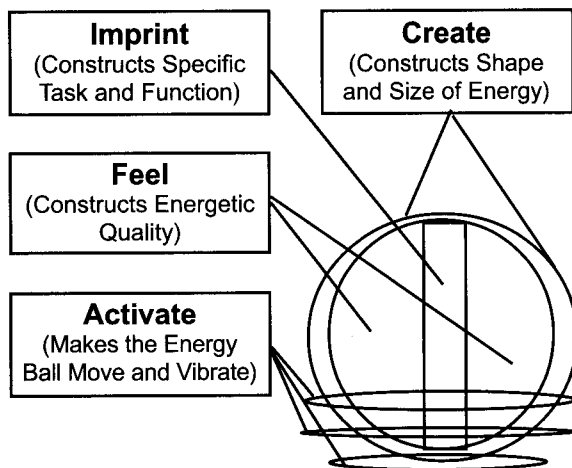 Imprint
(Constructs Specific
Task and Function)
Create
(Constructs Shape
and Size of Energy)
Feel
(Constructs Energetic
Quality)
Activate
(Makes the Energy
Ball Move and Vibrate)